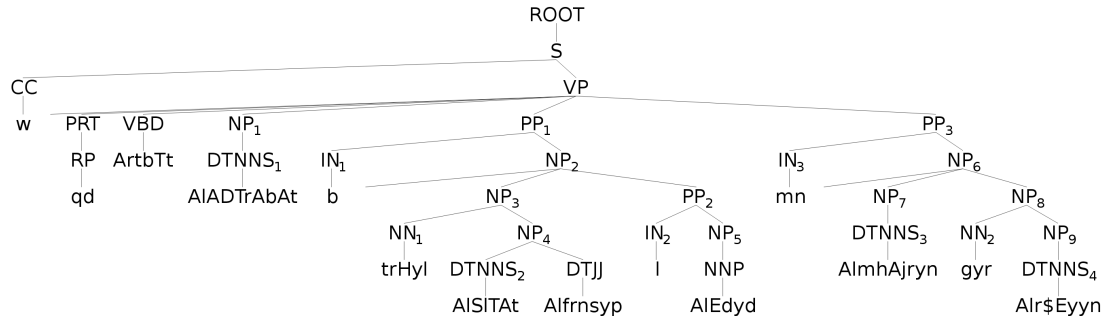 ROOT
S
CC VP
w PRT VBD NP1 PP1 PP3
RP ArtbTt DTNNS1 IN1 NP2 IN3 NP6
qd AlADTrAbAt b NP3 PP2 mn NP7 NP8
NN1 NP4 IN2 NP5 DTNNS3 NN2 NP9
trHyl DTNNS2 DTJJ l NNP AlmhAjryn gyr DTNNS4
AlSlTAt Alfrnsyp AlEdyd Alr$Eyyn